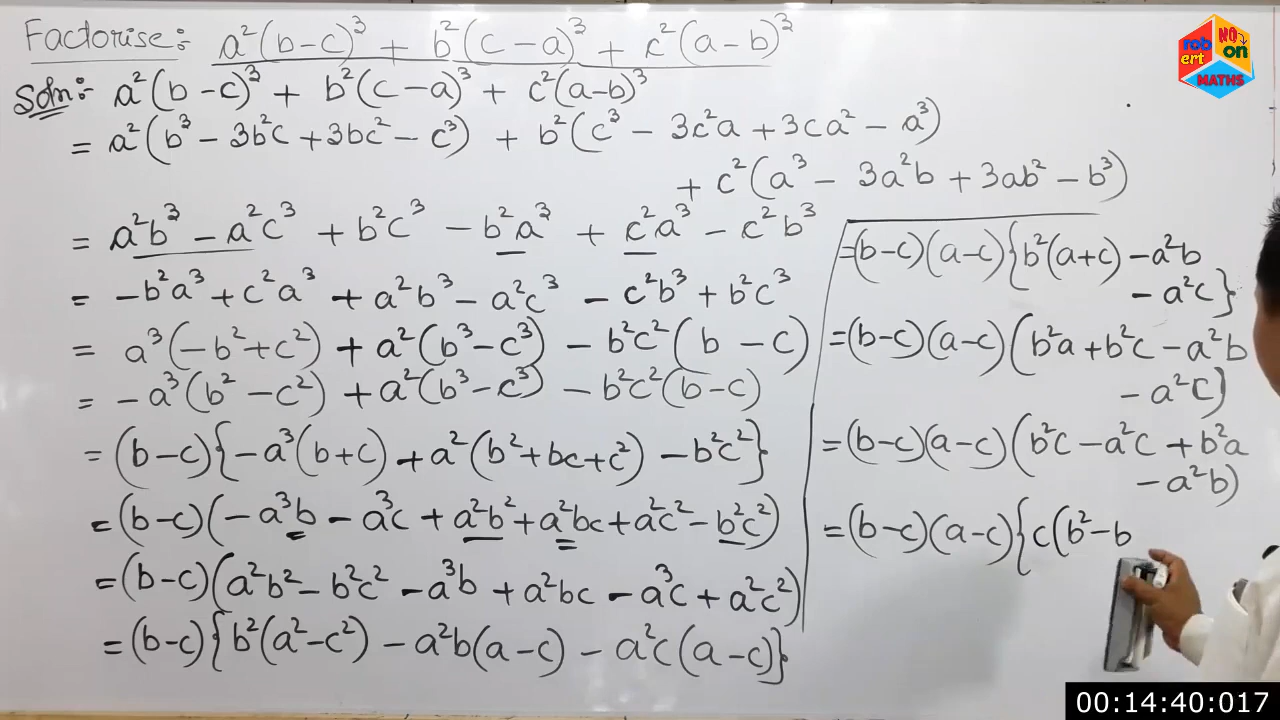 Factorise: a²(b-c)³ + b²(c-a)³ + c²(a-b)³
Soln:- a²(b-c)³ + b²(c-a)³ + c²(a-b)³
= a²(b³ - 3b²c + 3bc² - c³) + b²(c³ - 3c²a + 3ca² - a³)
+ c²(a³ - 3a²b + 3ab² - b³)
= a²b³ - a²c³ + b²c³ - b²a³ + c²a³ - c²b³
= -b²a³ + c²a³ + a²b³ - a²c³ - c²b³ + b²c³
= a³(-b²+c²) + a²(b³-c³) - b²c²(b - c)
= -a³(b² - c²) + a²(b³-c³) - b²c²(b-c)
= (b-c){-a³(b+c) + a²(b²+bc+c²) - b²c²}
= (b-c)(-a³b - a³c + a²b² + a²bc + a²c² - b²c²)
= (b-c)(a²b² - b²c² - a³b + a²bc - a³c + a²c²)
= (b-c){b²(a²-c²) - a²b(a-c) - a²c(a-c)}
= (b-c)(a-c){b²(a+c) - a²b
- a²c}
= (b-c)(a-c)(b²a + b²c - a²b
- a²c)
= (b-c)(a-c)(b²c - a²c + b²a
- a²b)
= (b-c)(a-c){c(b²-b
robert
NO
on
MATHS
00:14:40:017